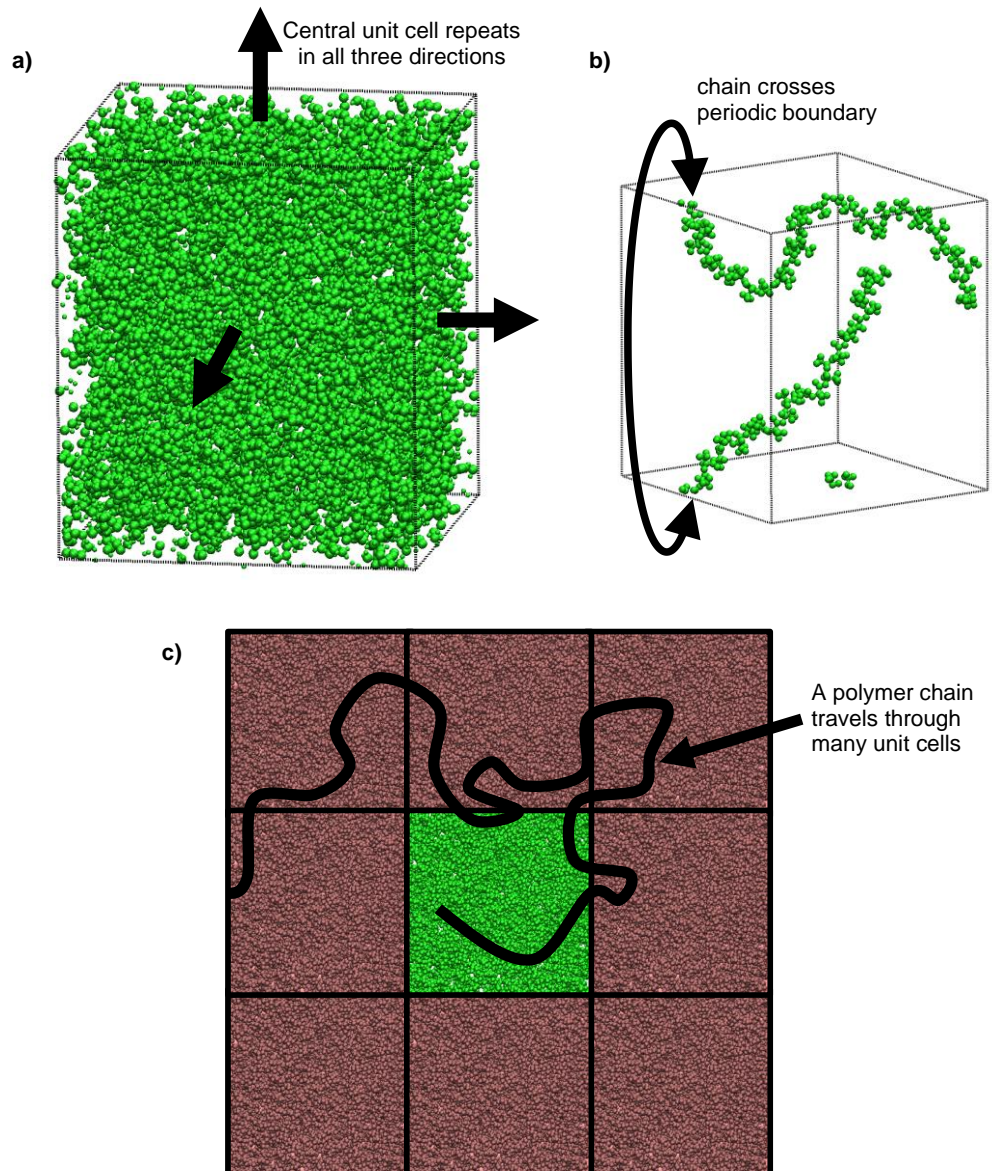 a)
Central unit cell repeats
in all three directions
b)
chain crosses
periodic boundary
c)
A polymer chain
travels through
many unit cells